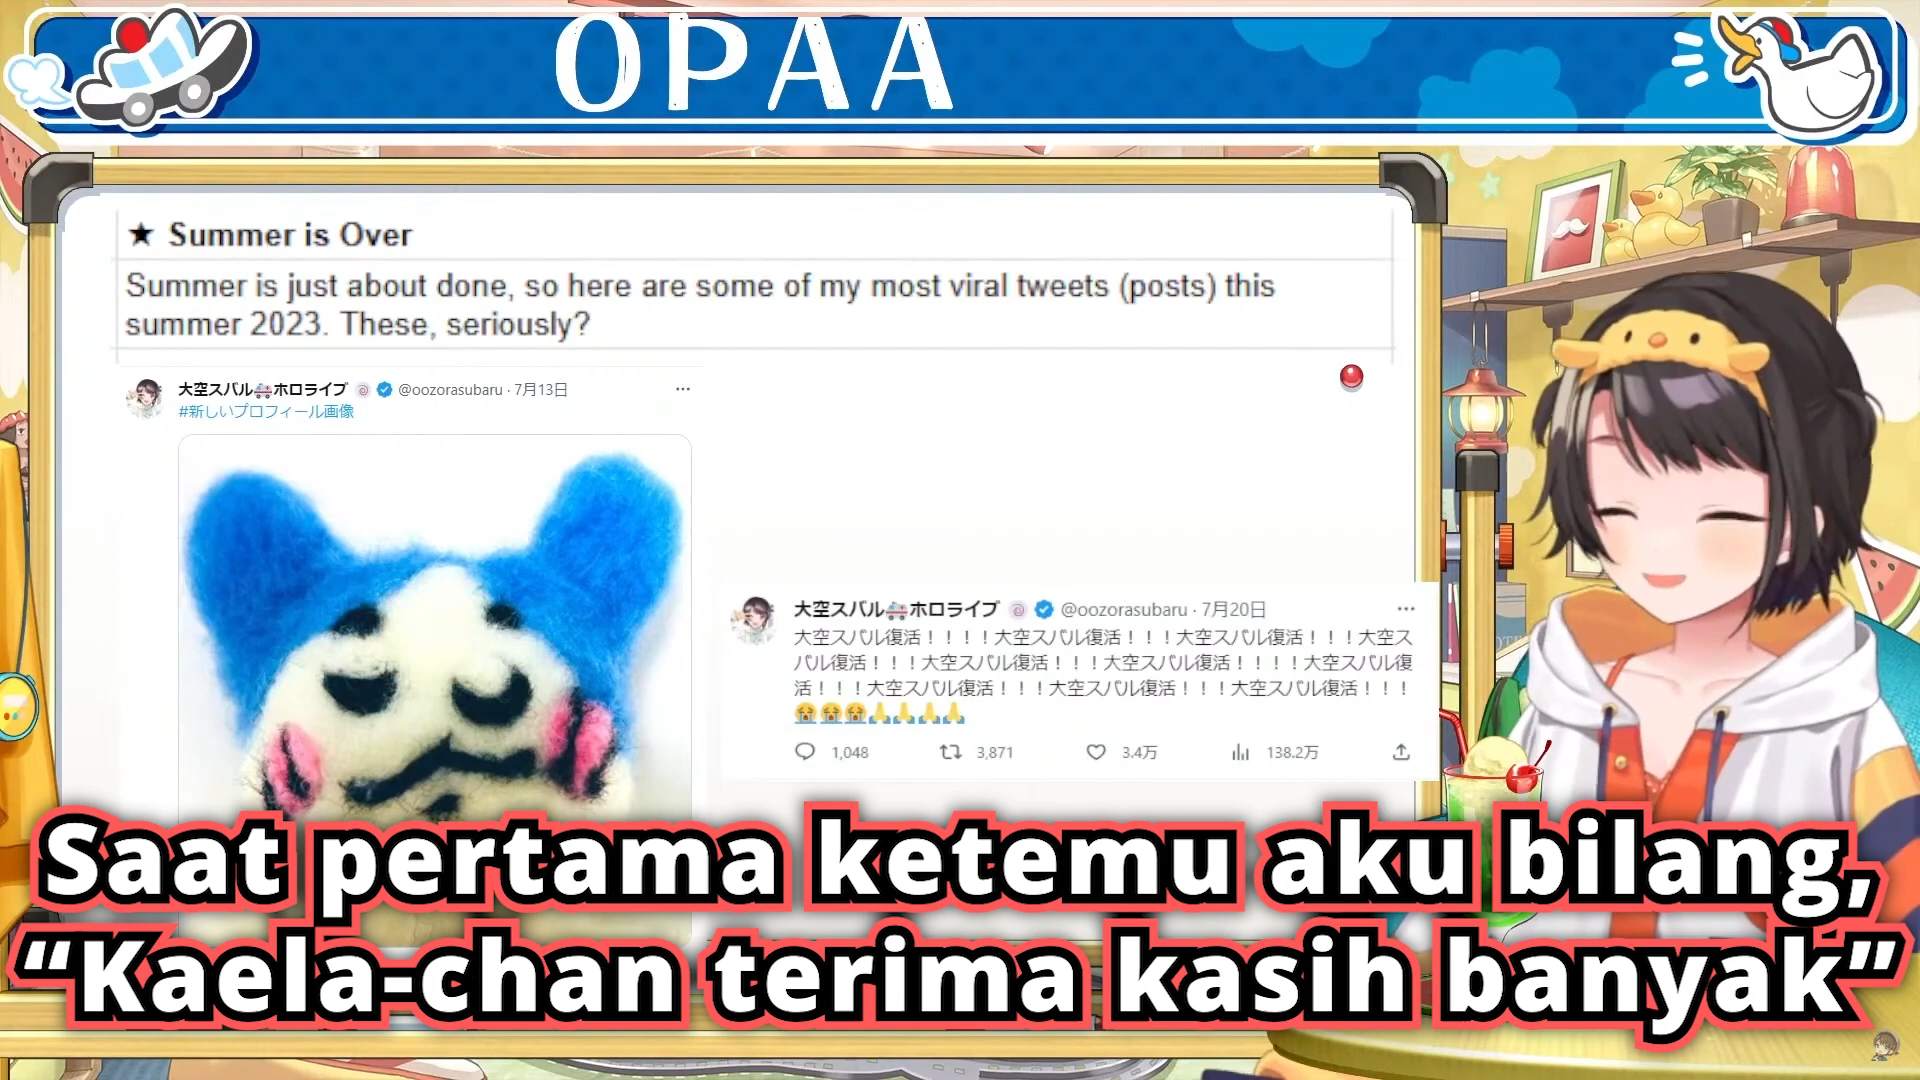 OPAA
★ Summer is Over
Summer is just about done, so here are some of my most viral tweets (posts) this
summer 2023. These, seriously?
大空スバル🚑ホロライブ @oozorasubaru · 7月13日 ···
#新しいプロフィール画像
大空スバル🚑ホロライブ @oozorasubaru · 7月20日 ···
大空スバル復活！！！！大空スバル復活！！！大空スバル復活！！！大空ス
バル復活！！！大空スバル復活！！！大空スバル復活！！！！大空スバル復
活！！！大空スバル復活！！！大空スバル復活！！！大空スバル復活！！！
😭😭😭🙏🙏🙏🙏
1,048 3,871 3.4万 138.2万
Saat pertama ketemu aku bilang,
“Kaela-chan terima kasih banyak”